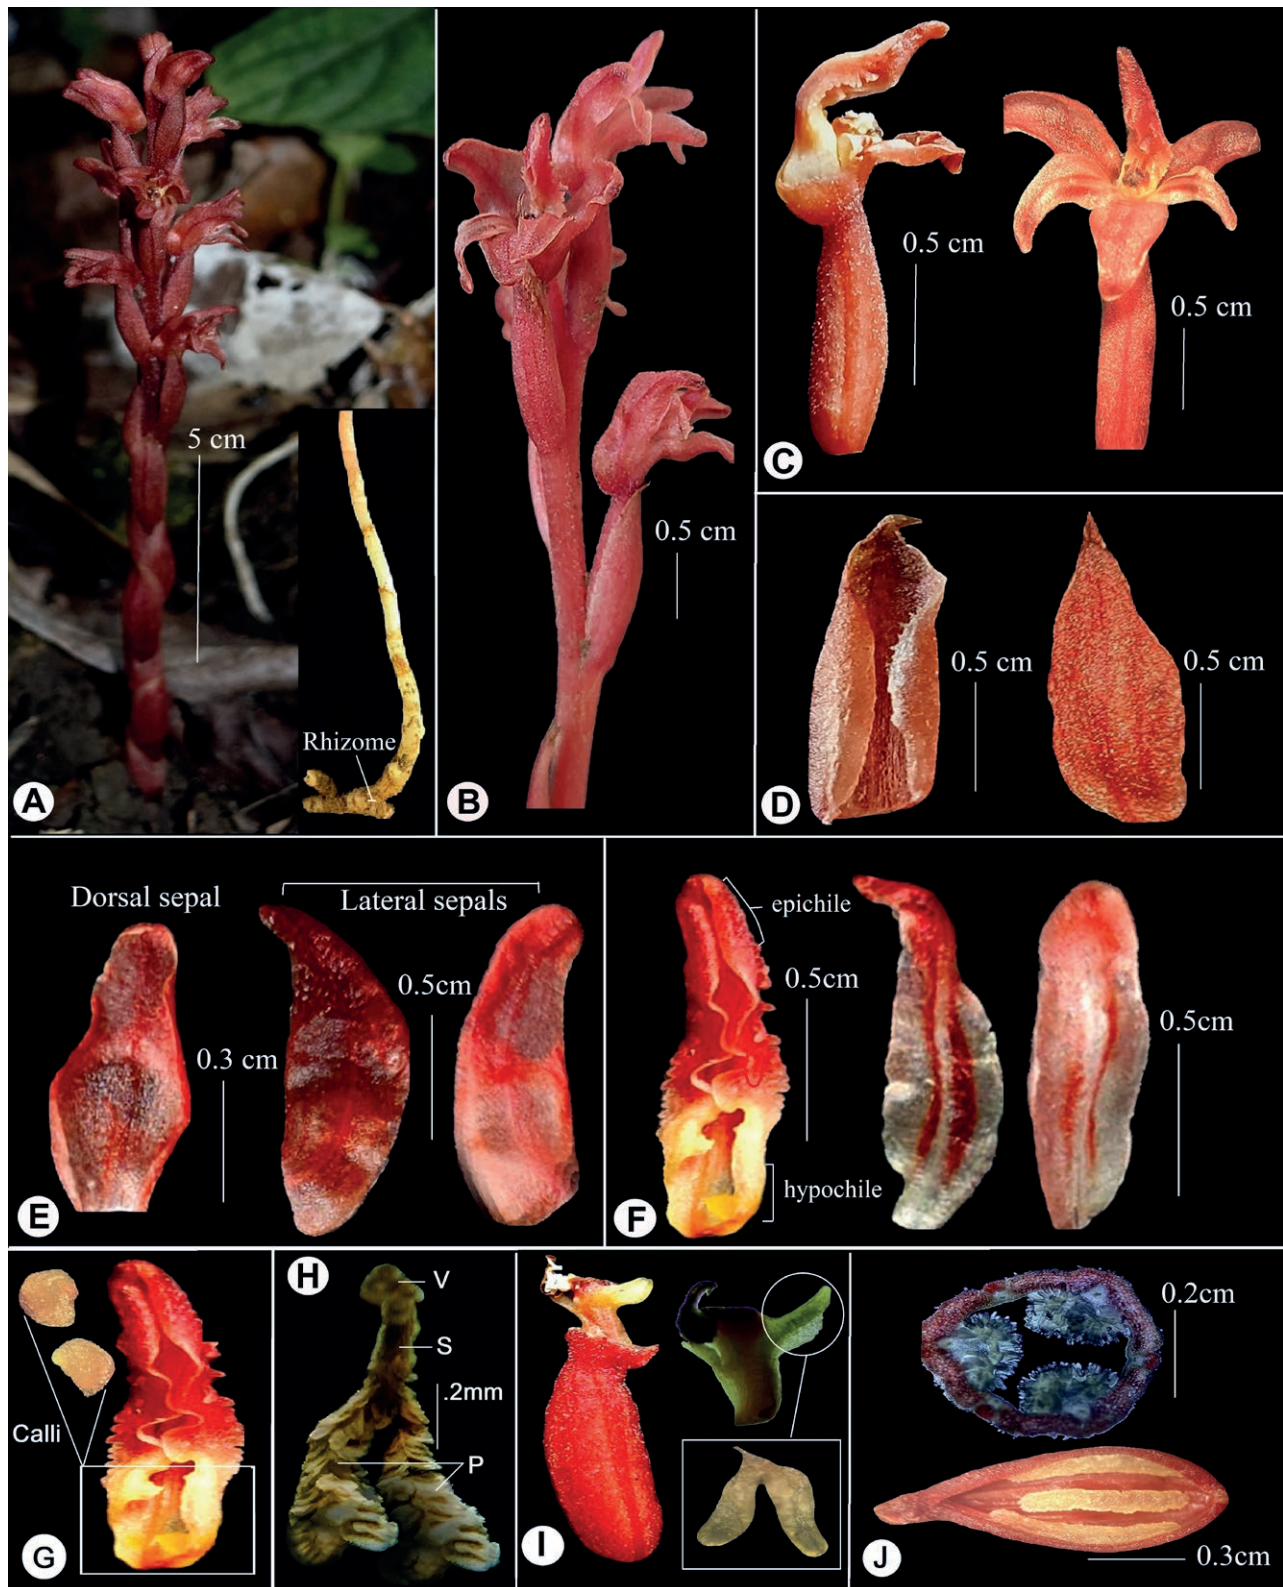 5 cm
Rhizome
A
0.5 cm
B
0.5 cm
0.5 cm
C
0.5 cm
0.5 cm
D
Dorsal sepal
Lateral sepals
0.3 cm
0.5cm
E
epichile
0.5cm
0.5cm
hypochile
F
Calli
G
H
V
S
.2mm
P
I
0.2cm
J
0.3cm